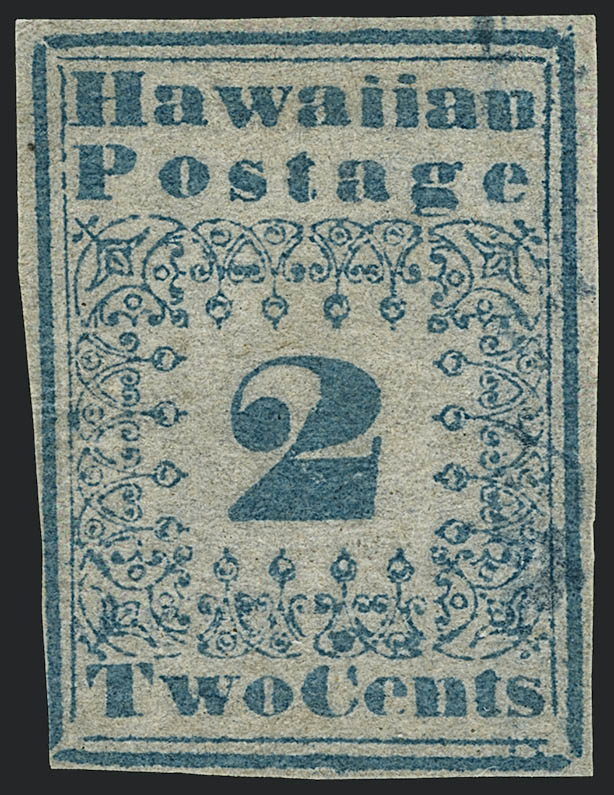 Hawaiian
Postage
2
Two Cents